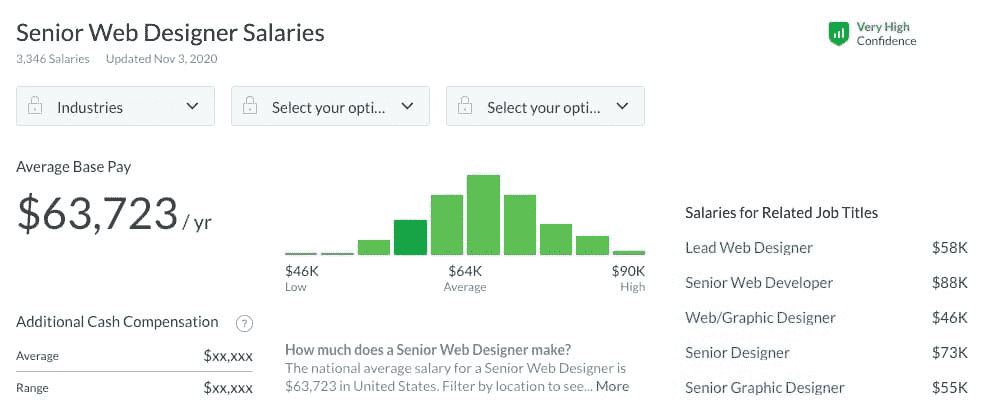 Senior Web Designer Salaries
3,346 Salaries Updated Nov 3, 2020
Very High
Confidence
Industries
Select your opti...
Select your opti...
Average Base Pay
$63,723 / yr
$46K
Low
$64K
Average
$90K
High
Additional Cash Compensation ?
Average $xx,xxx
Range $xx,xxx
How much does a Senior Web Designer make?
The national average salary for a Senior Web Designer is
$63,723 in United States. Filter by location to see... More
Salaries for Related Job Titles
Lead Web Designer $58K
Senior Web Developer $88K
Web/Graphic Designer $46K
Senior Designer $73K
Senior Graphic Designer $55K